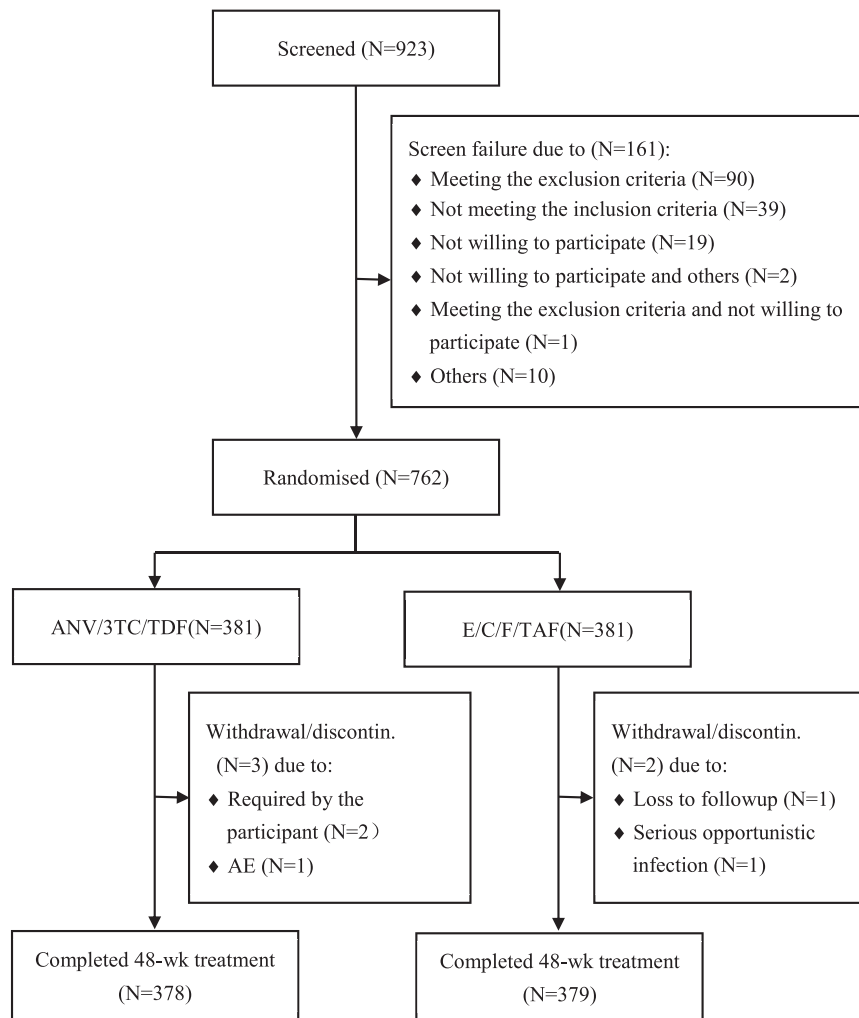 Screened (N=923)
Screen failure due to (N=161):
♦ Meeting the exclusion criteria (N=90)
♦ Not meeting the inclusion criteria (N=39)
♦ Not willing to participate (N=19)
♦ Not willing to participate and others (N=2)
♦ Meeting the exclusion criteria and not willing to
participate (N=1)
♦ Others (N=10)
Randomised (N=762)
ANV/3TC/TDF(N=381)
E/C/F/TAF(N=381)
Withdrawal/discontin.
(N=3) due to:
♦ Required by the
participant (N=2）
♦ AE (N=1)
Withdrawal/discontin.
(N=2) due to:
♦ Loss to followup (N=1)
♦ Serious opportunistic
infection (N=1)
Completed 48-wk treatment
(N=378)
Completed 48-wk treatment
(N=379)